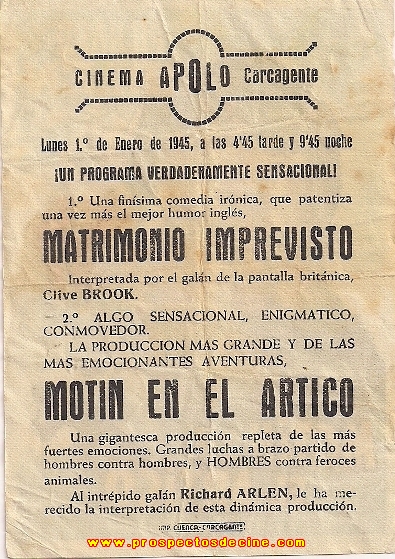 CINEMA APOLO Carcagente
Lunes 1.º de Enero de 1945, a las 4'45 tarde y 9'45 noche
¡UN PROGRAMA VERDADERAMENTE SENSACIONAL!
1.º Una finísima comedia irónica, que patentiza
una vez más el mejor humor inglés,
MATRIMONIO IMPREVISTO
Interpretada por el galán de la pantalla británica,
Clive BROOK.
2.º ALGO SENSACIONAL, ENIGMATICO,
CONMOVEDOR.
LA PRODUCCION MAS GRANDE Y DE LAS
MAS EMOCIONANTES AVENTURAS,
MOTIN EN EL ARTICO
Una gigantesca producción repleta de las más
fuertes emociones. Grandes luchas a brazo partido de
hombres contra hombres, y HOMBRES contra feroces
animales.
Al intrépido galán Richard ARLEN, le ha me-
recido la interpretación de esta dinámica producción.
IMP. CUENCA-CARCAGENTE
www.prospectosdecine.com